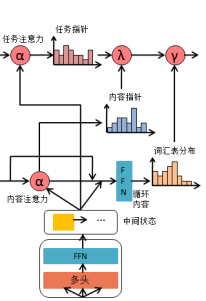 任务注意力
任务指针
α
λ
γ
内容指针
词汇表分布
α
内容注意力
F
F
N
循环
内容
...
中间状态
FFN
多头